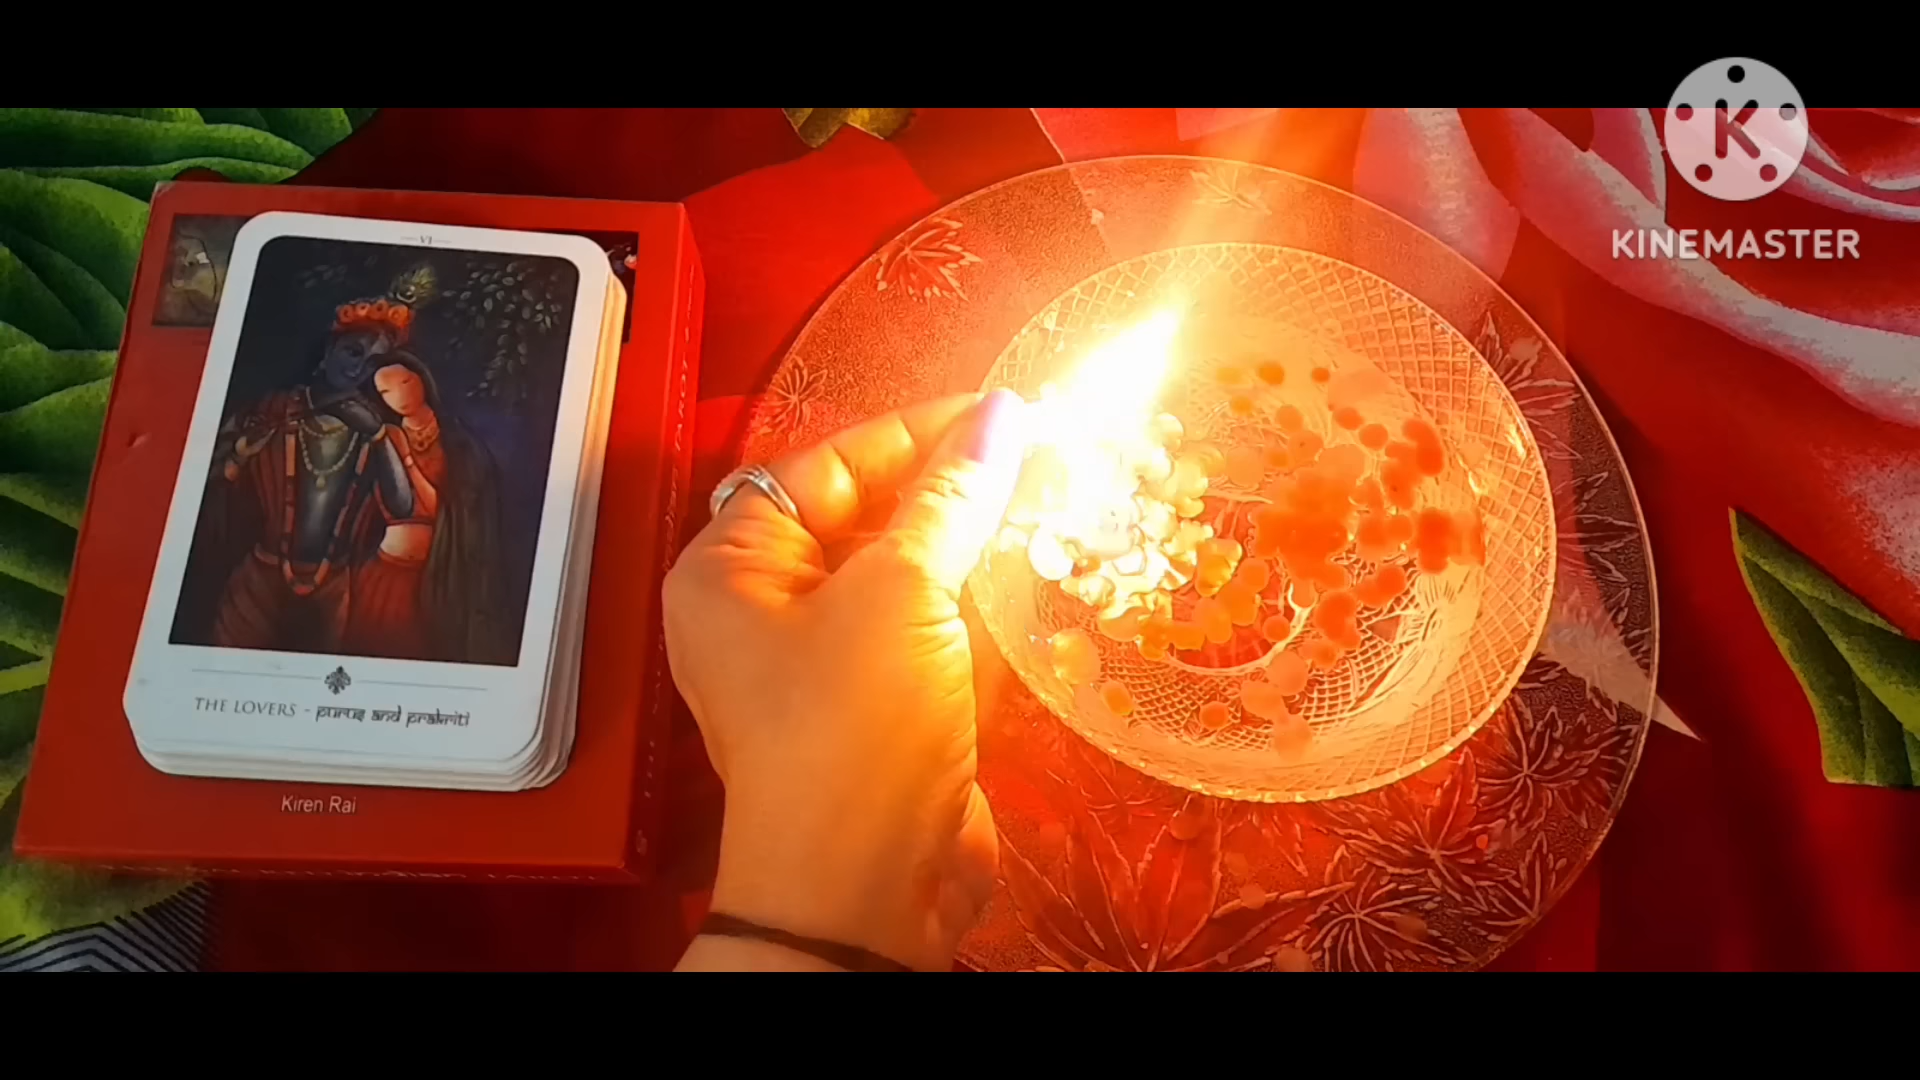 VI
THE LOVERS - purus and prakriti
Kiren Rai
K
KINEMASTER